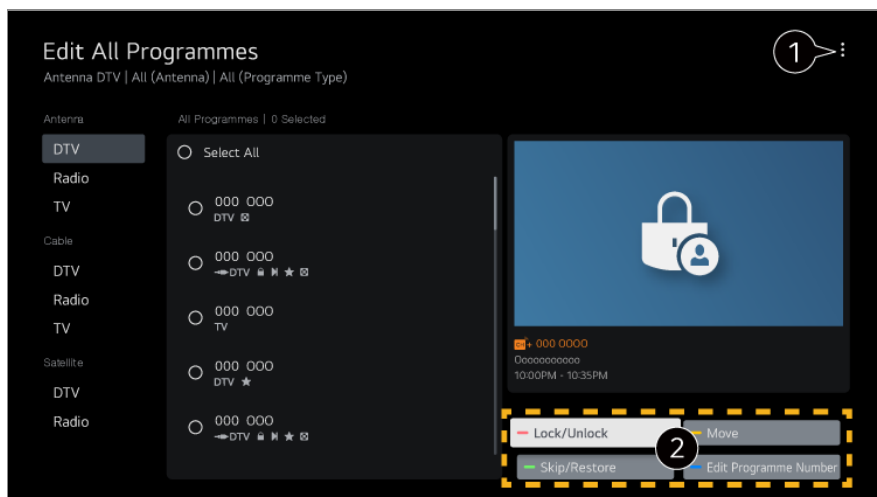 Edit All Programmes
1
Antenna DTV | All (Antenna) | All (Programme Type)
Antenna
All Programmes | 0 Selected
DTV
Select All
Radio
TV
000 000
DTV
Cable
000 000
DTV
DTV
Radio
000 000
TV
TV
Satellite
000 000
DTV
DTV
Radio
000 000
DTV
CH+ 000 0000
Ooooooooooo
10:00PM - 10:35PM
Lock/Unlock
Move
2
Skip/Restore
Edit Programme Number